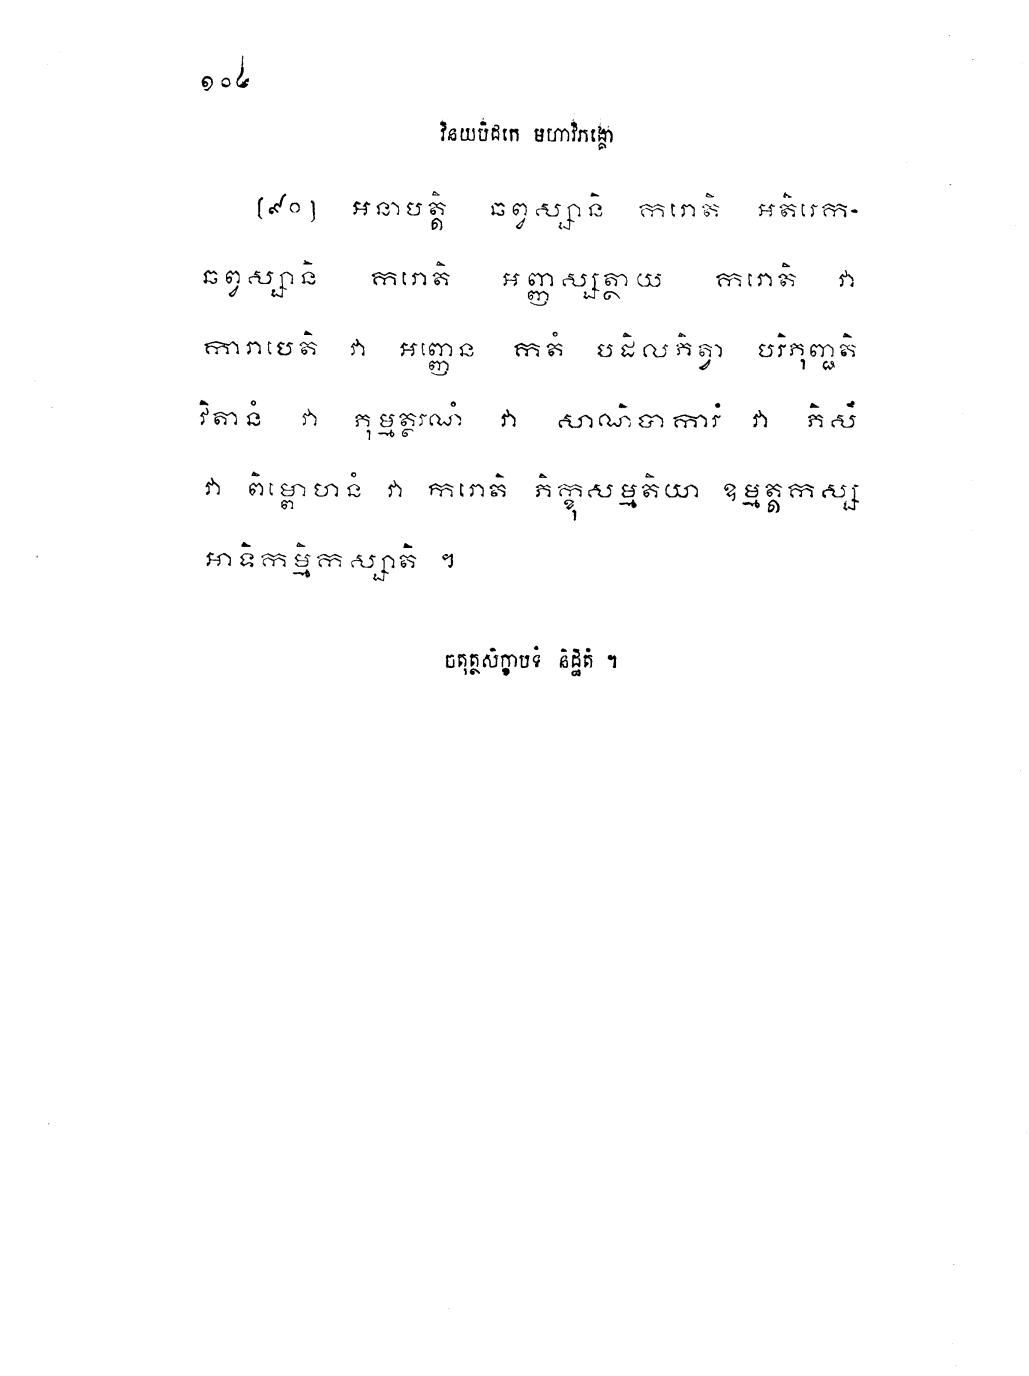 ១០៤
វិនយបិដកេ មហាវិភង្គោ
(៩០) អនាបត្តិ ឆព្វស្សានិ ករោតិ អតិរេក-
ឆព្វស្សានិ ករោតិ អញ្ញស្សត្ថាយ ករោតិ វា
ការាបេតិ វា អញ្ញេន កតំ បដិលភិត្វា បរិភុញ្ជតិ
វិតានំ វា ភុម្មត្ថរណំ វា សាណិបាការំ វា ភិសឹ
វា ពិម្ពោហនំ វា ករោតិ ភិក្ខុសម្មតិយា ឧម្មត្តកស្ស
អាទិកម្មិកស្សាតិ ។
ចតុត្ថសិក្ខាបទំ និដ្ឋិតំ ។